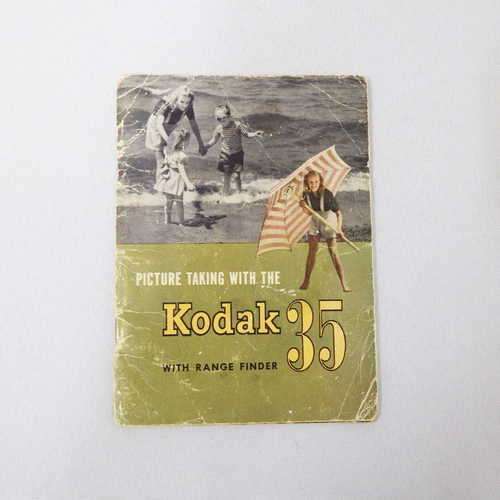 PICTURE TAKING WITH THE
Kodak 35
WITH RANGE FINDER